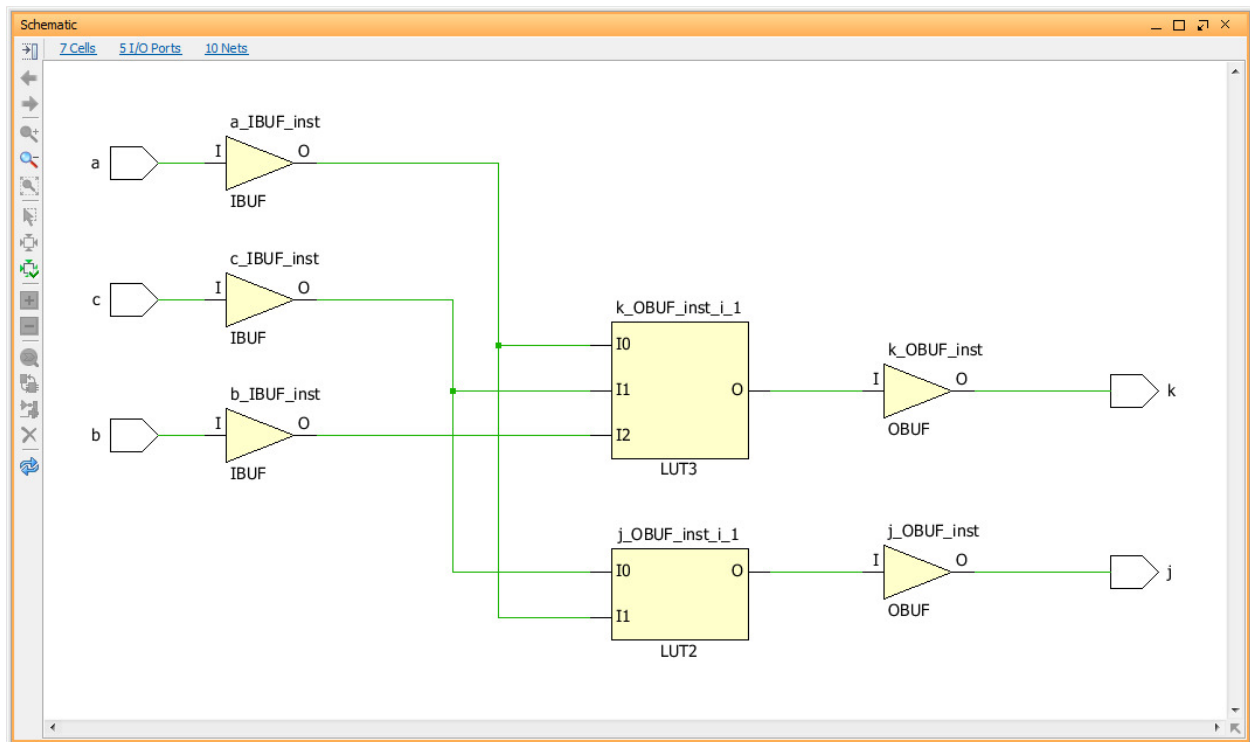 Schematic
7 Cells 5 I/O Ports 10 Nets
a_IBUF_inst
a I O
IBUF
c_IBUF_inst
c I O
IBUF
k_OBUF_inst_i_1
I0
k_OBUF_inst
b_IBUF_inst
I1 O I O k
OBUF
b I O I2
IBUF
LUT3
j_OBUF_inst_i_1
j_OBUF_inst
I0 O I O j
OBUF
I1
LUT2